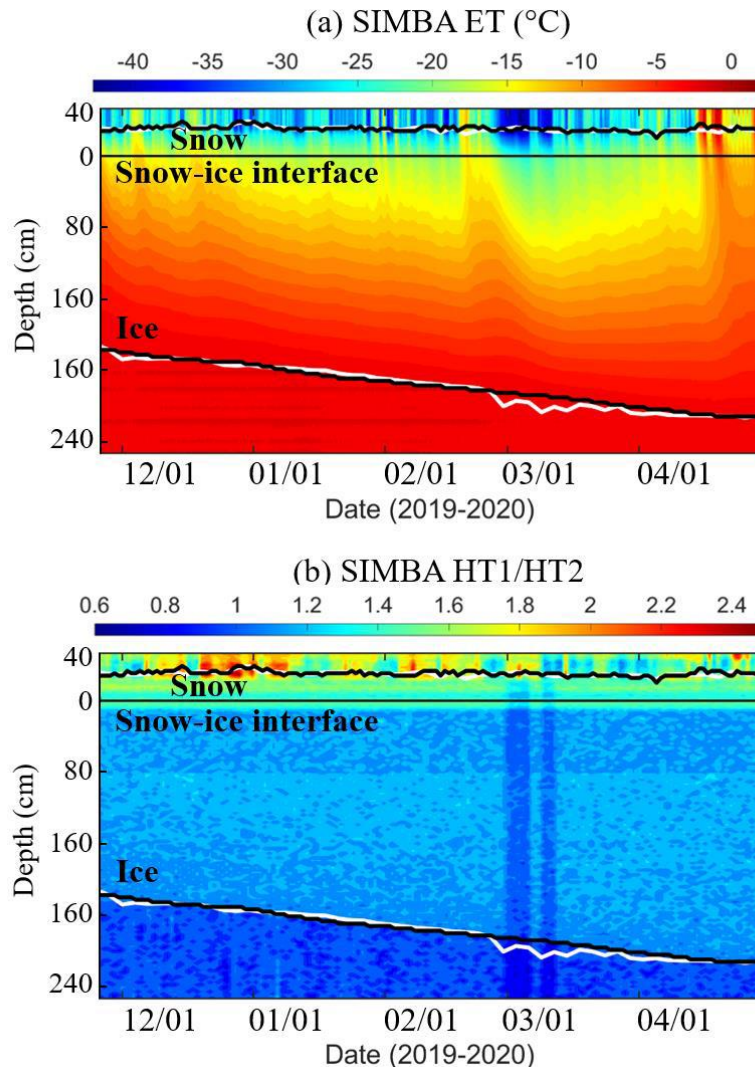 (a) SIMBA ET (°C)
-40 -35 -30 -25 -20 -15 -10 -5 0
40
Snow
0
Snow-ice interface
80
160
Ice
160
240
Depth (cm)
12/01 01/01 02/01 03/01 04/01
Date (2019-2020)
(b) SIMBA HT1/HT2
0.6 0.8 1 1.2 1.4 1.6 1.8 2 2.2 2.4
40
Snow
0
Snow-ice interface
80
160
Ice
160
240
Depth (cm)
12/01 01/01 02/01 03/01 04/01
Date (2019-2020)